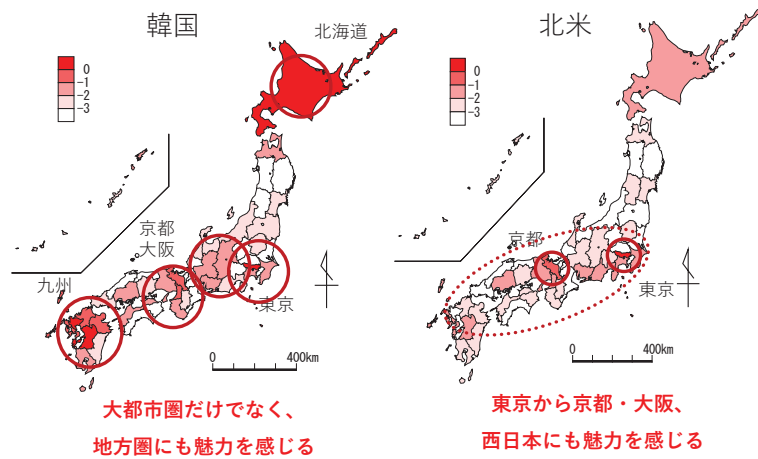 韓国
北海道
0
-1
-2
-3
京都
大阪
九州
東京
0
400km
大都市圏だけでなく、
地方圏にも魅力を感じる
北米
0
-1
-2
-3
京都
東京
0
400km
東京から京都・大阪、
西日本にも魅力を感じる